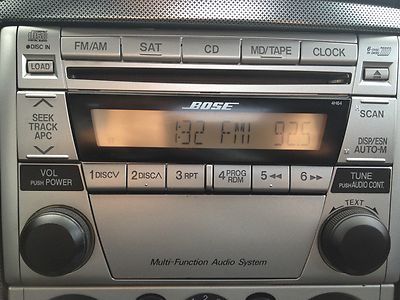 DISC IN
FM/AM
SAT
CD
MD/TAPE
CLOCK
LOAD
BOSE
4H64
SEEK
TRACK
APC
SCAN
1:32 FM1 92.5
DISP/ESN
AUTO-M
VOL
PUSH POWER
1 DISC
2 DISC
3 RPT
4 PROG
RDM
5
6
TUNE
PUSH AUDIO CONT.
TEXT
Multi-Function Audio System